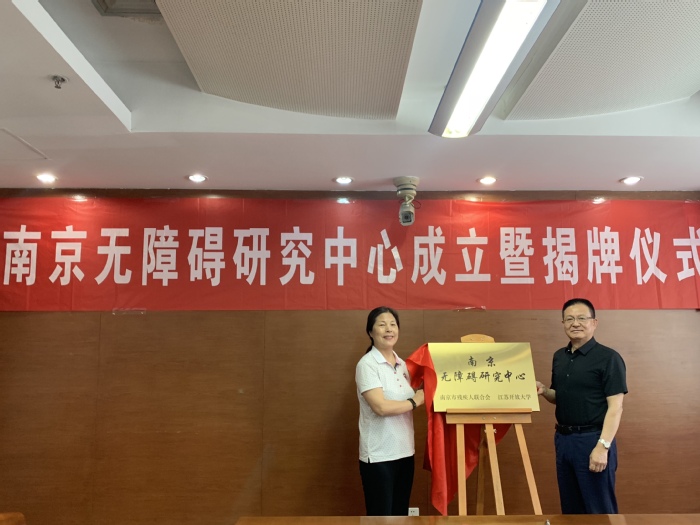 南京无障碍研究中心成立暨揭牌仪式
南京
无障碍研究中心
南京市残疾人联合会 江苏开放大学